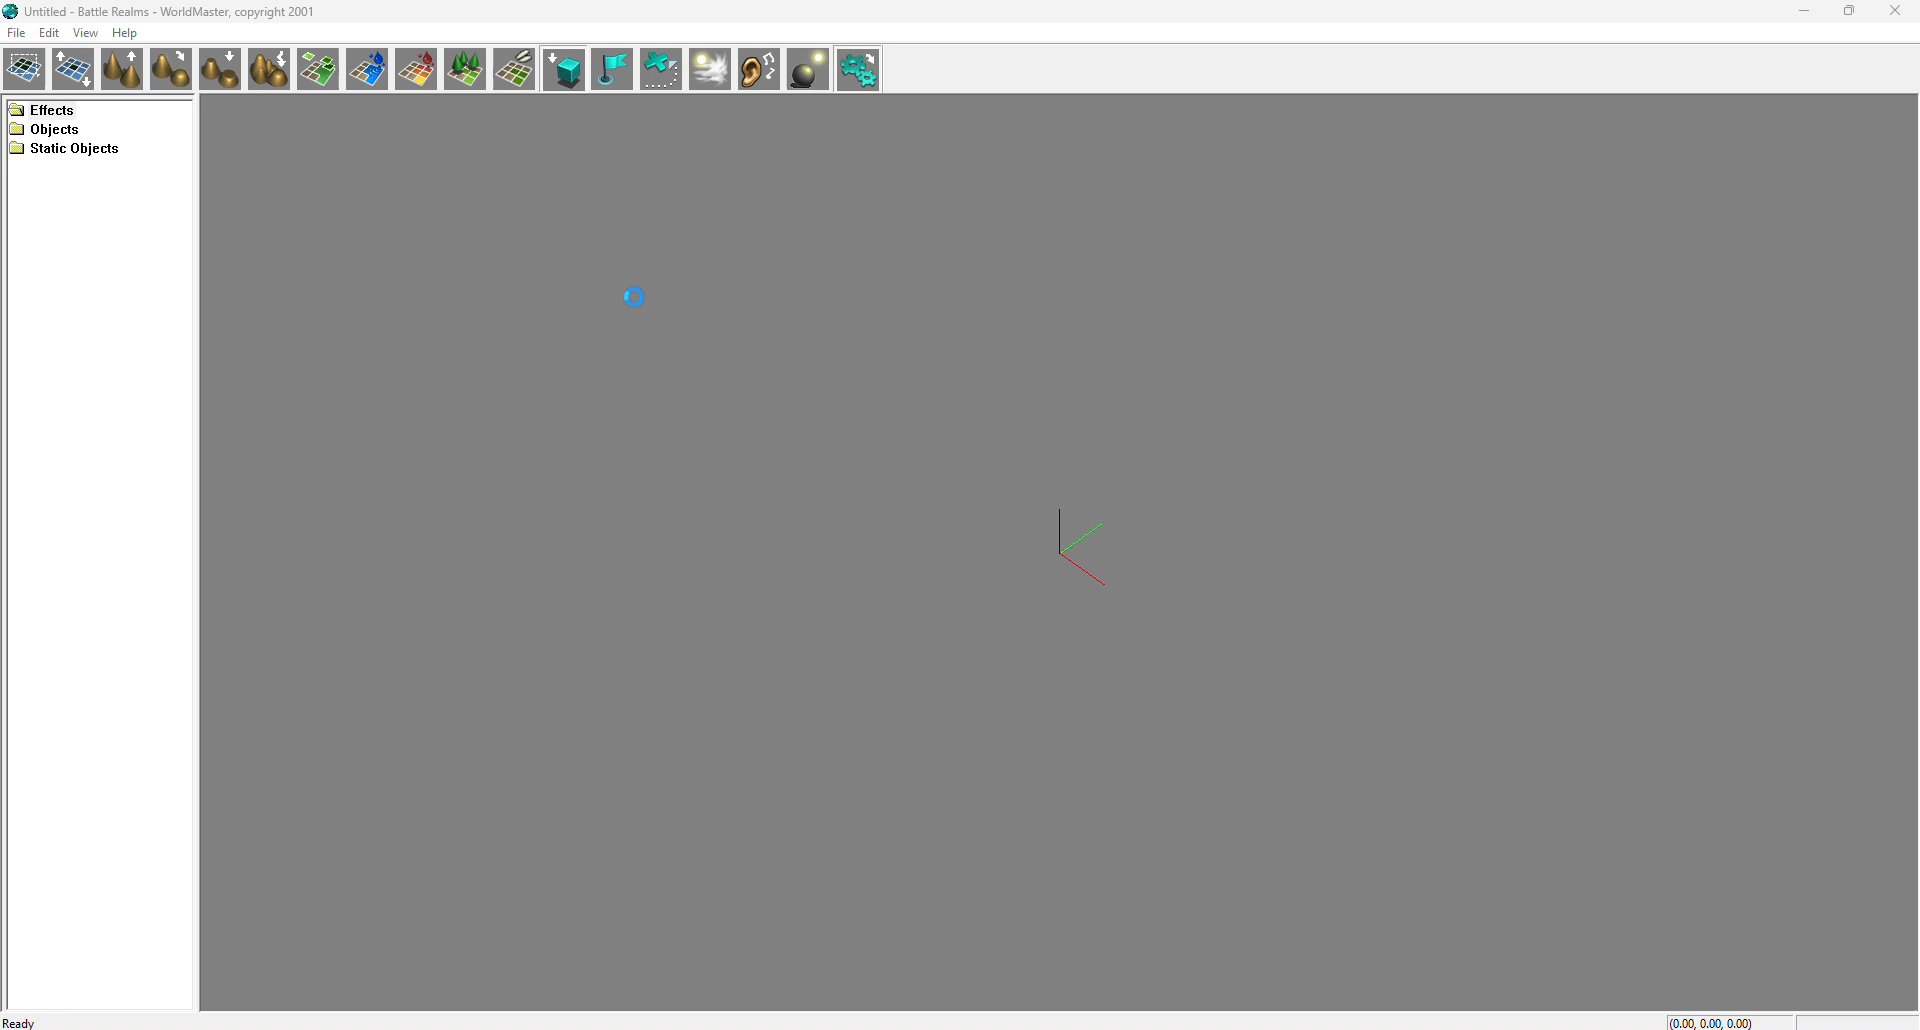 Untitled - Battle Realms - WorldMaster, copyright 2001
File Edit View Help
Effects
Objects
Static Objects
Ready
(0.00, 0.00, 0.00)